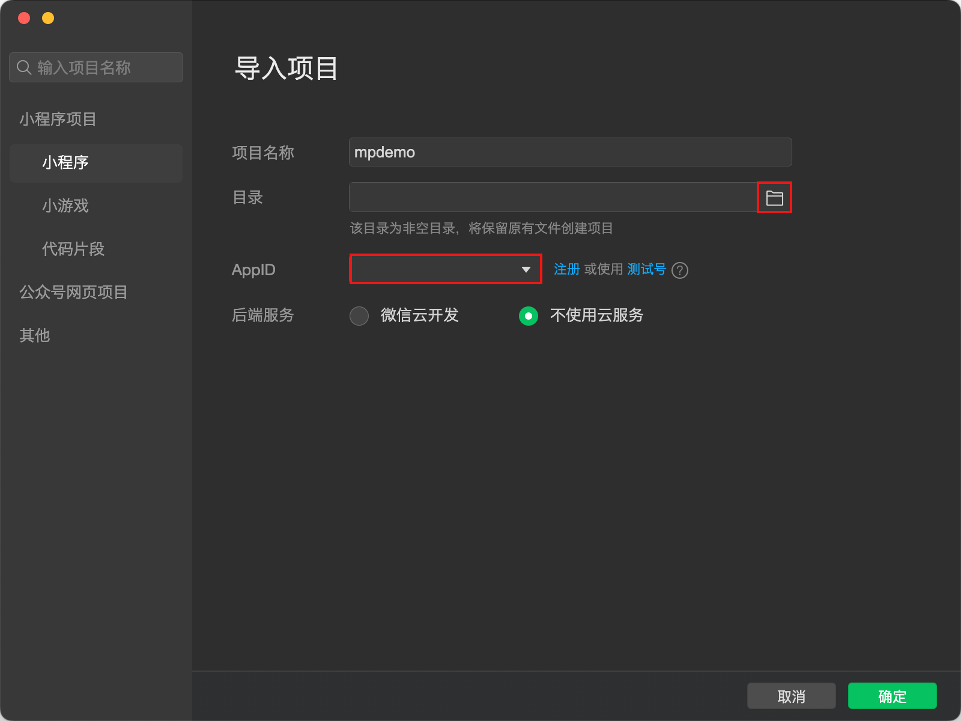 输入项目名称
小程序项目
小程序
小游戏
代码片段
公众号网页项目
其他
导入项目
项目名称 mpdemo
目录
该目录为非空目录，将保留原有文件创建项目
AppID 注册 或使用 测试号 ?
后端服务 微信云开发 不使用云服务
取消 确定